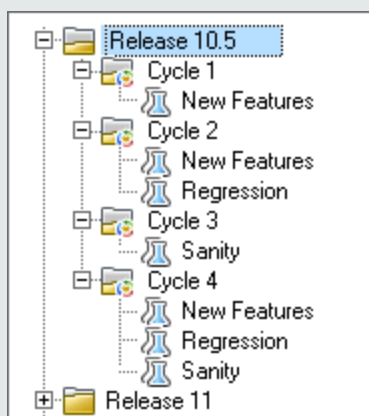 Release 10.5
Cycle 1
New Features
Cycle 2
New Features
Regression
Cycle 3
Sanity
Cycle 4
New Features
Regression
Sanity
Release 11